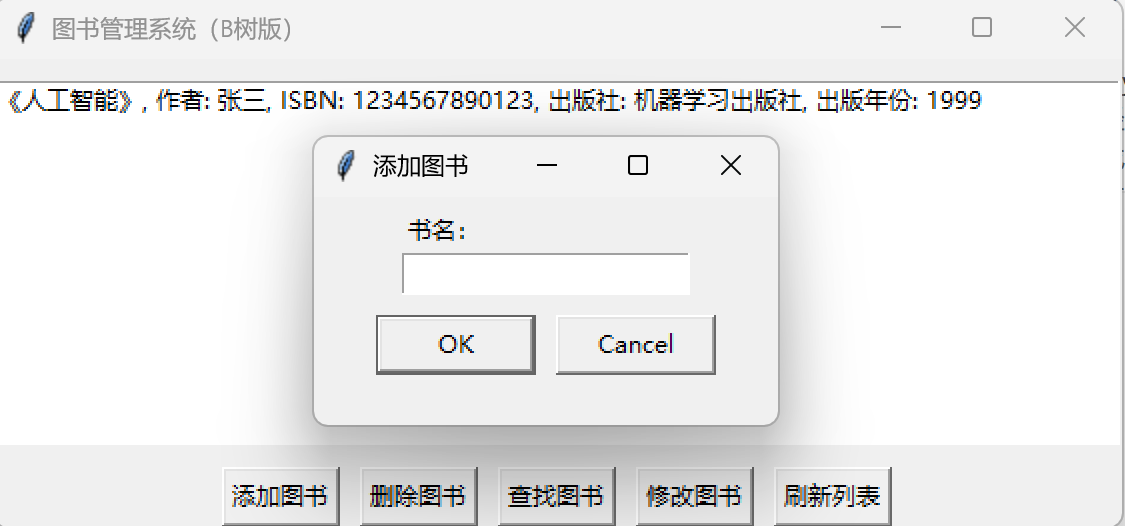 图书管理系统（B树版）
《人工智能》, 作者: 张三, ISBN: 1234567890123, 出版社: 机器学习出版社, 出版年份: 1999
添加图书
书名：
OK Cancel
添加图书 删除图书 查找图书 修改图书 刷新列表